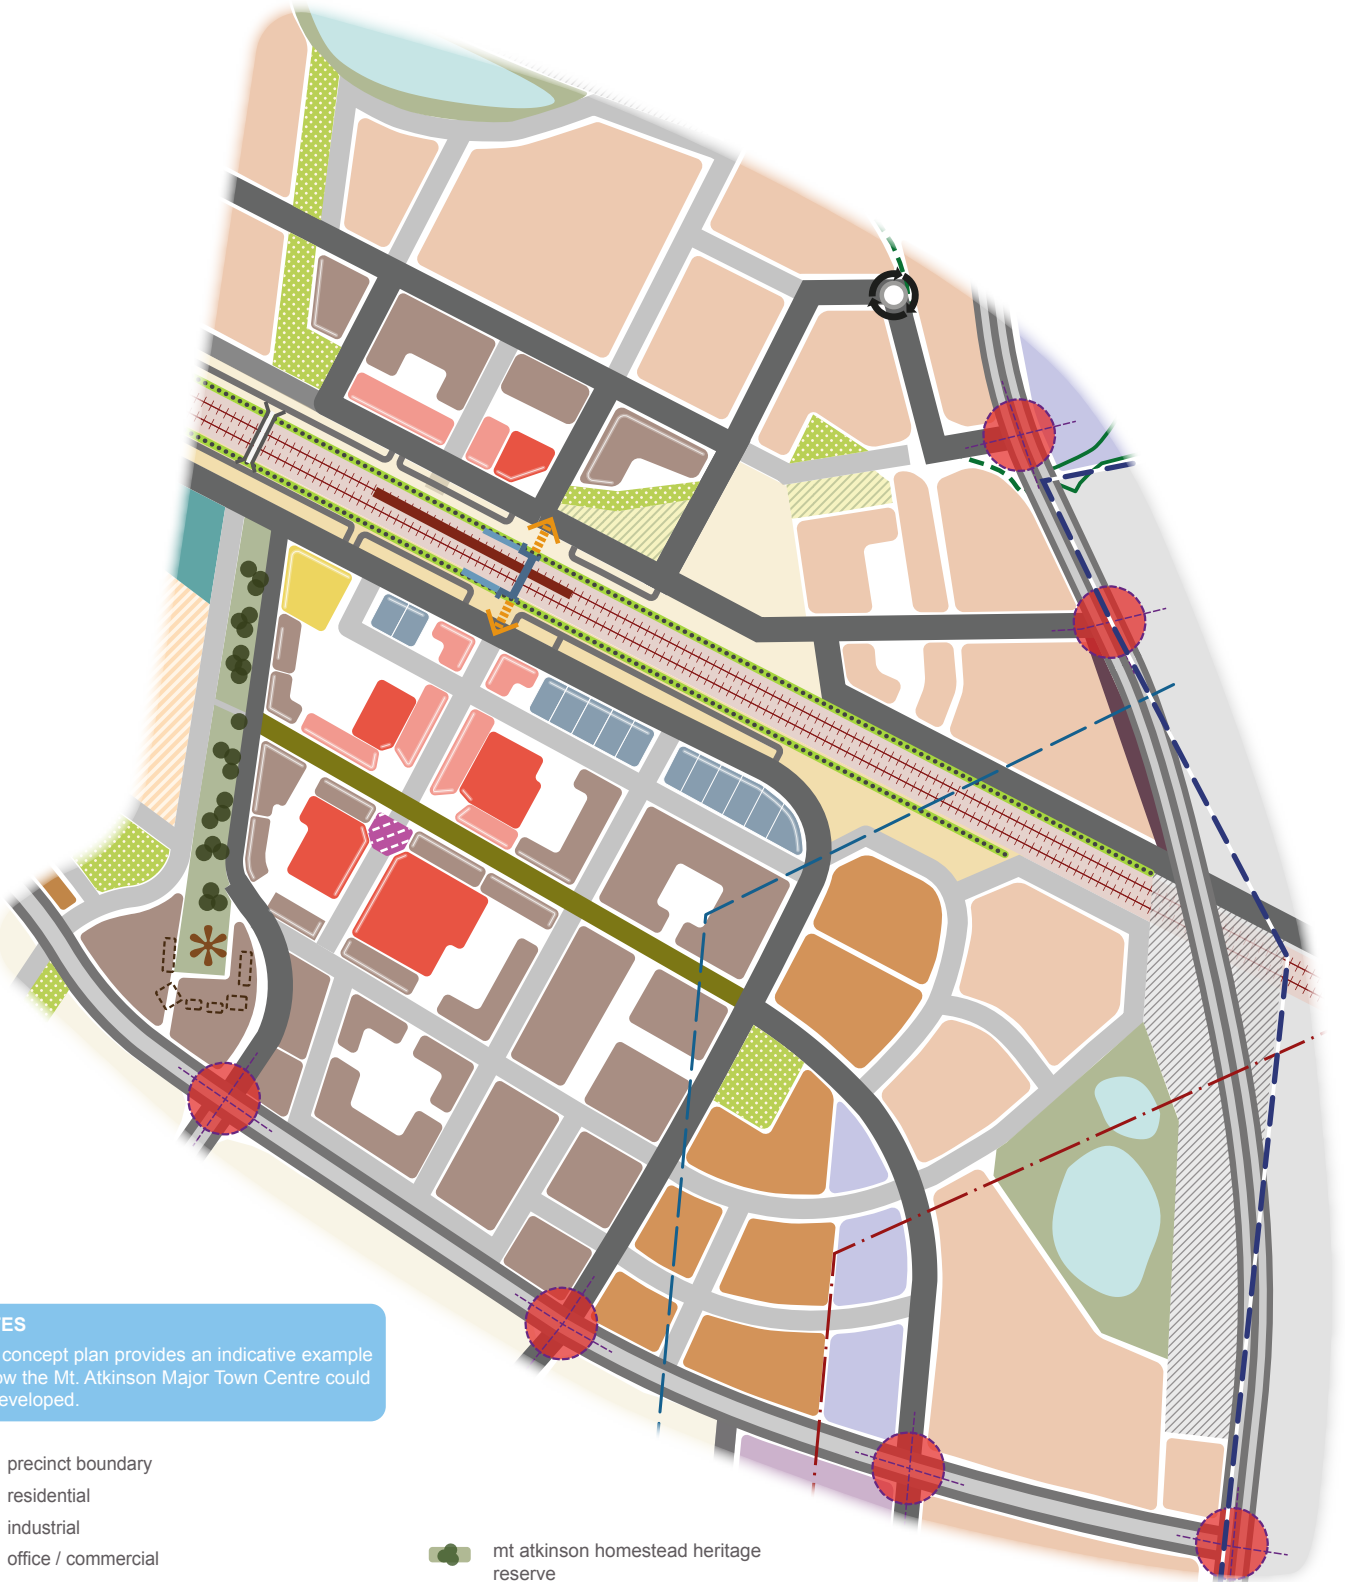 ES
concept plan provides an indicative example
ow the Mt. Atkinson Major Town Centre could
eveloped.
precinct boundary
residential
industrial
office / commercial
mt atkinson homestead heritage
reserve